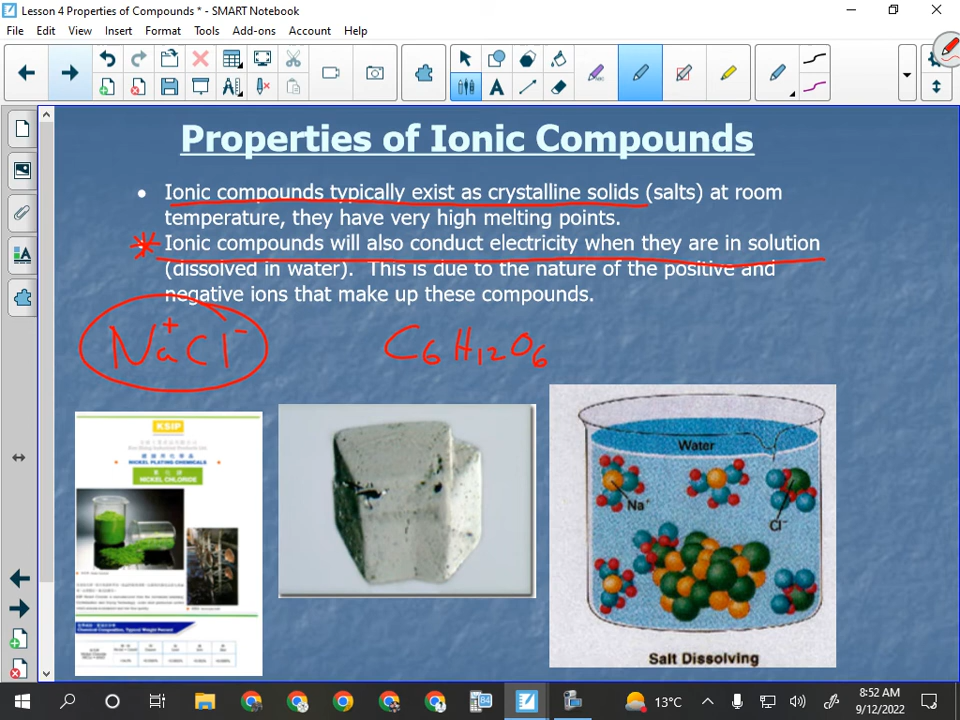 Lesson 4 Properties of Compounds * - SMART Notebook
File Edit View Insert Format Tools Add-ons Account Help
Properties of Ionic Compounds
• Ionic compounds typically exist as crystalline solids (salts) at room
temperature, they have very high melting points.
Ionic compounds will also conduct electricity when they are in solution
(dissolved in water). This is due to the nature of the positive and
negative ions that make up these compounds.
Na+Cl-
C6H12O6
KSIP
NICKEL PLATING CHEMICALS
NICKEL CHLORIDE
Water
Na+
Cl-
Salt Dissolving
13°C
8:52 AM
9/12/2022